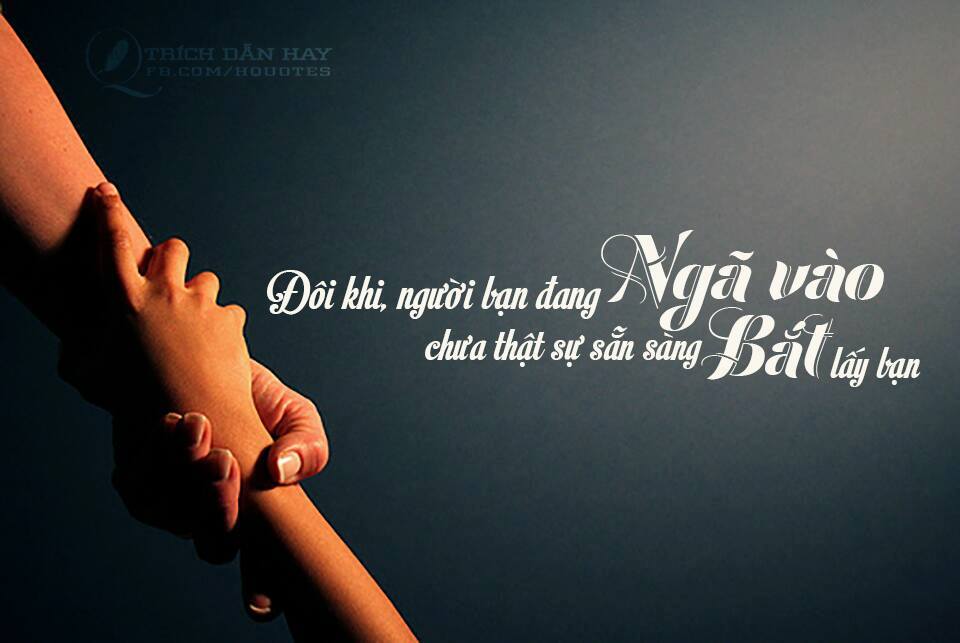 TRÍCH DẪN HAY
FB.COM/HQUOTES
Đôi khi, người bạn đang Ngã vào
chưa thật sự sẵn sàng Bắt lấy bạn